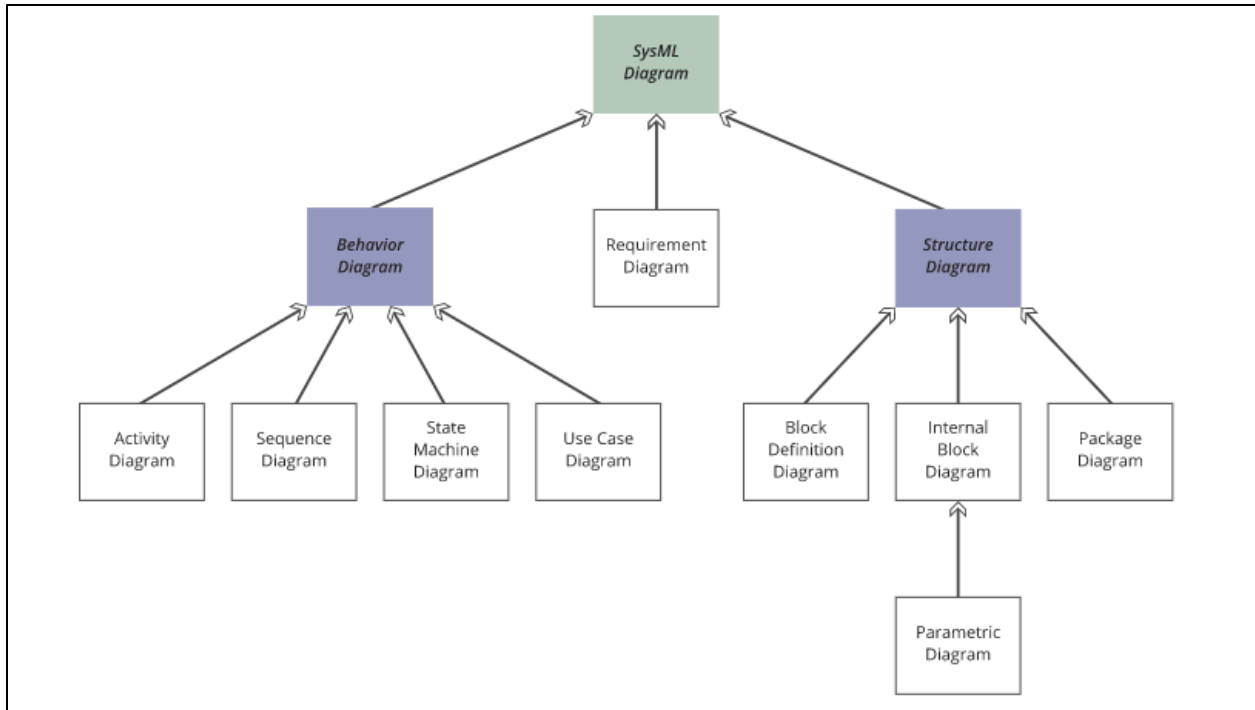 SysML
Diagram
Behavior
Diagram
Requirement
Diagram
Structure
Diagram
Activity
Diagram
Sequence
Diagram
State
Machine
Diagram
Use Case
Diagram
Block
Definition
Diagram
Internal
Block
Diagram
Package
Diagram
Parametric
Diagram